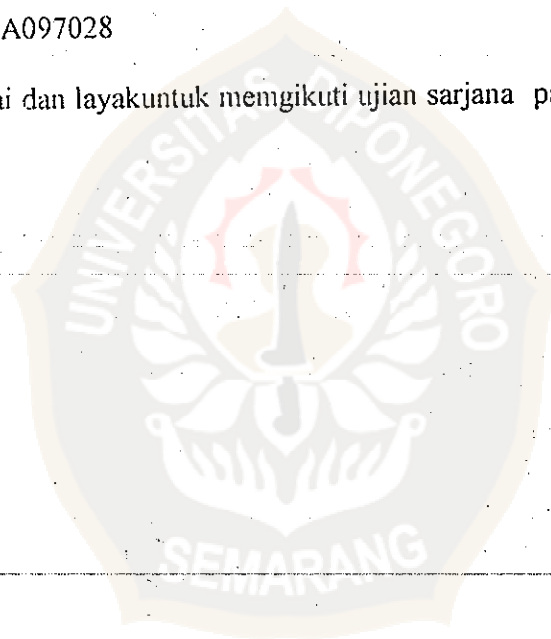 A097028
ai dan layakuntuk memgikuti ujian sarjana pa
UNIVERSITAS DIPONEGORO
SEMARANG